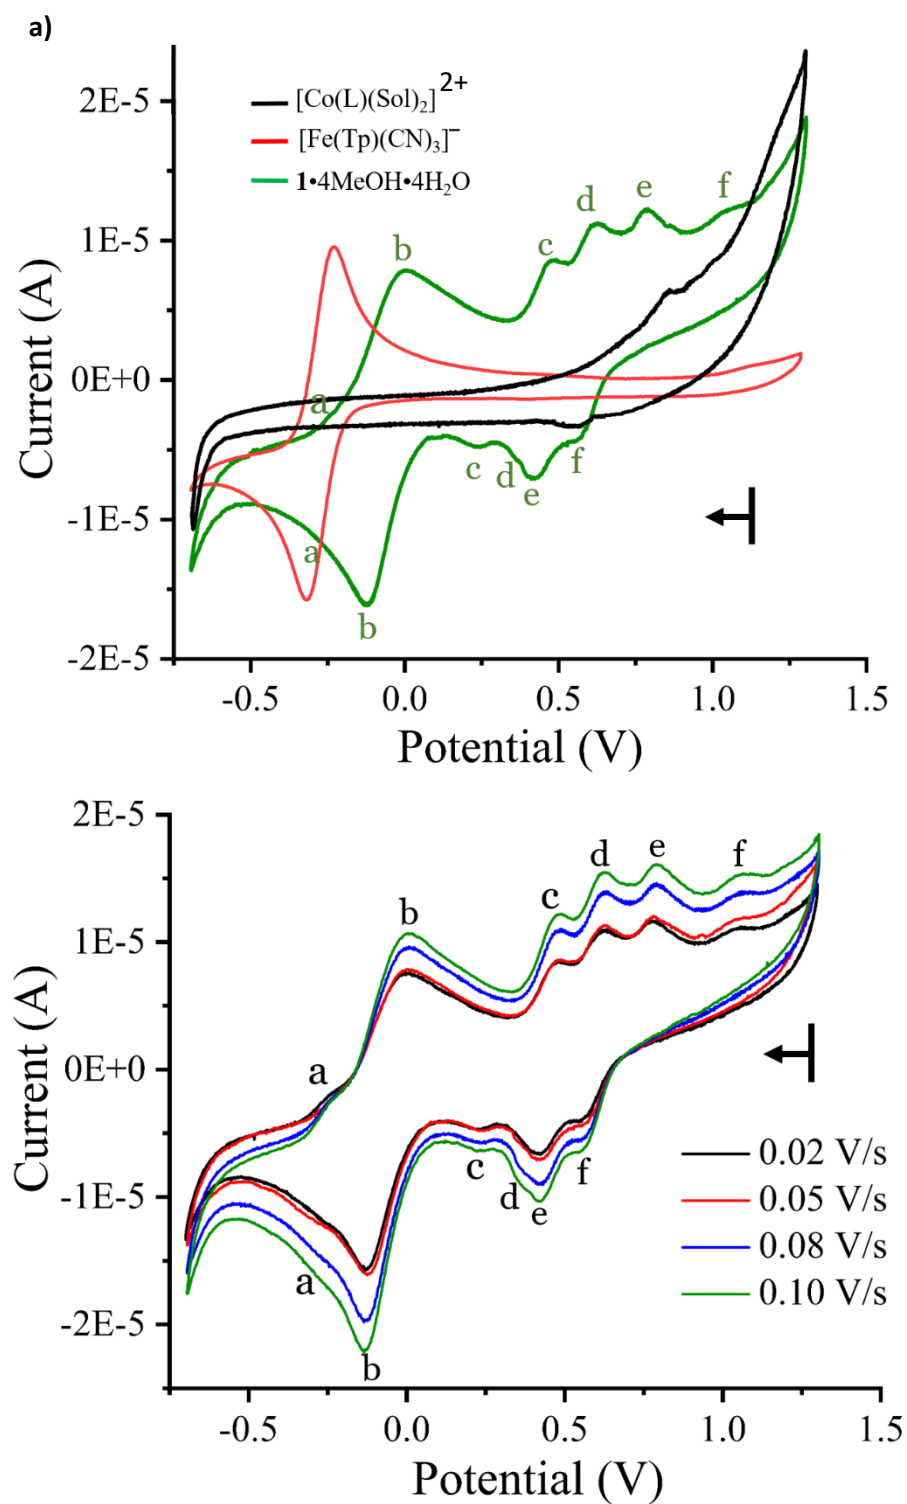 a)
[Co(L)(Sol)₂]²⁺
[Fe(Tp)(CN)₃]⁻
1•4MeOH•4H₂O
2E-5
1E-5
0E+0
-1E-5
-2E-5
Current (A)
a
b
c
d
e
f
a
b
c
d
e
f
-0.5
0.0
0.5
1.0
1.5
Potential (V)
2E-5
1E-5
0E+0
-1E-5
-2E-5
Current (A)
a
b
c
d
e
f
a
b
c
d
e
f
0.02 V/s
0.05 V/s
0.08 V/s
0.10 V/s
-0.5
0.0
0.5
1.0
1.5
Potential (V)